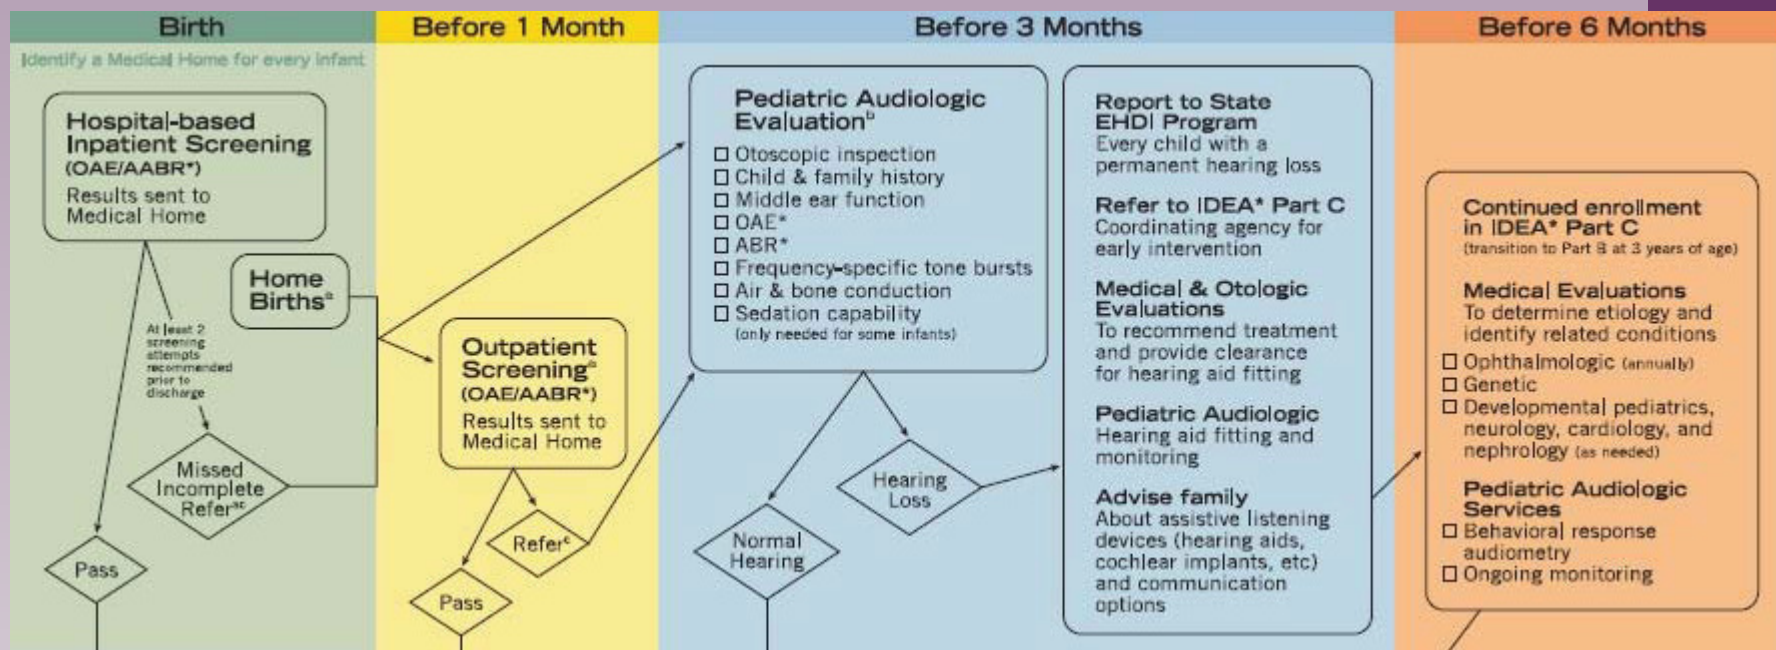 Birth
Identify a Medical Home for every infant
Hospital-based
Inpatient Screening
(OAE/AABR*)
Results sent to
Medical Home
Home
Births
At least 2
screening
attempts
recommended
prior to
discharge
Missed
Incomplete
Refer
Pass
Before 1 Month
Outpatient
Screening
(OAE/AABR*)
Results sent to
Medical Home
Referᶜ
Pass
Before 3 Months
Pediatric Audiologic
Evaluationᵇ
☐ Otoscopic inspection
☐ Child & family history
☐ Middle ear function
☐ OAE*
☐ ABR*
☐ Frequency-specific tone bursts
☐ Air & bone conduction
☐ Sedation capability
(only needed for some infants)
Hearing
Loss
Normal
Hearing
Report to State
EHDI Program
Every child with a
permanent hearing loss
Refer to IDEA* Part C
Coordinating agency for
early intervention
Medical & Otologic
Evaluations
To recommend treatment
and provide clearance
for hearing aid fitting
Pediatric Audiologic
Hearing aid fitting and
monitoring
Advise family
About assistive listening
devices (hearing aids,
cochlear implants, etc)
and communication
options
Before 6 Months
Continued enrollment
in IDEA* Part C
(transition to Part B at 3 years of age)
Medical Evaluations
To determine etiology and
identify related conditions
☐ Ophthalmologic (annually)
☐ Genetic
☐ Developmental pediatrics,
neurology, cardiology, and
nephrology (as needed)
Pediatric Audiologic
Services
☐ Behavioral response
audiometry
☐ Ongoing monitoring